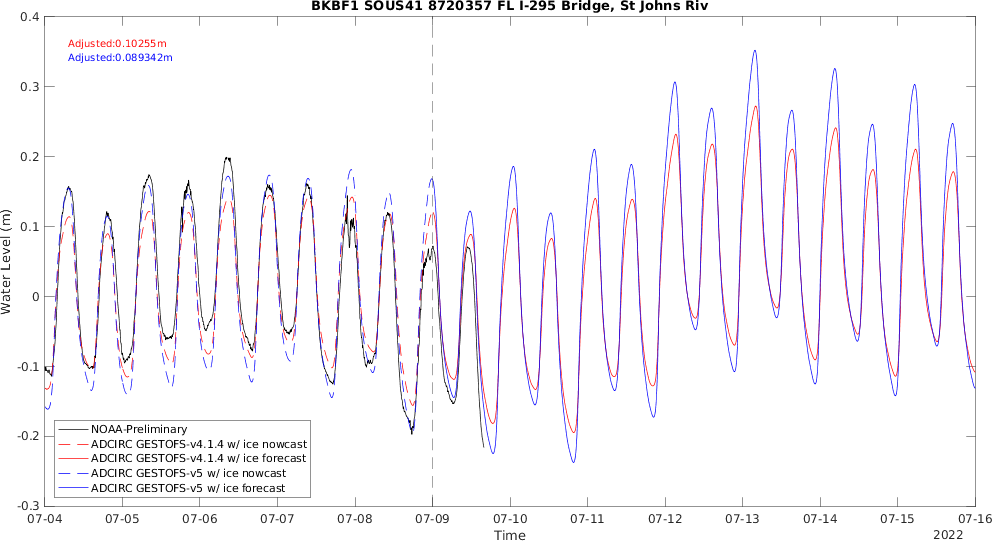 BKBF1 SOUS41 8720357 FL I-295 Bridge, St Johns Riv
Adjusted:0.10255m
Adjusted:0.089342m
Water Level (m)
0.4
0.3
0.2
0.1
0
-0.1
-0.2
-0.3
NOAA-Preliminary
ADCIRC GESTOFS-v4.1.4 w/ ice nowcast
ADCIRC GESTOFS-v4.1.4 w/ ice forecast
ADCIRC GESTOFS-v5 w/ ice nowcast
ADCIRC GESTOFS-v5 w/ ice forecast
07-04 07-05 07-06 07-07 07-08 07-09 07-10 07-11 07-12 07-13 07-14 07-15 07-16
Time
2022